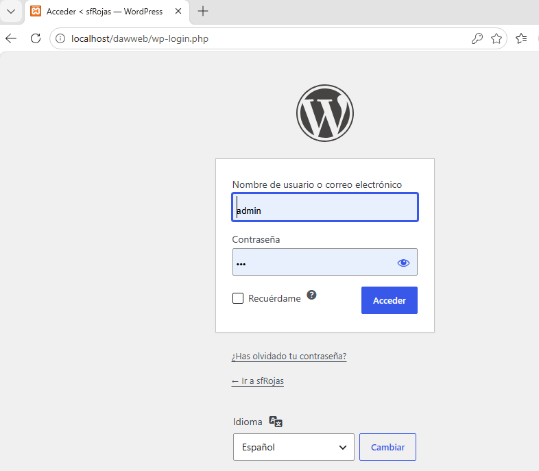 Acceder < sfRojas — WordPress
localhost/dawweb/wp-login.php
Nombre de usuario o correo electrónico
admin
Contraseña
•••
Recuérdame
Acceder
¿Has olvidado tu contraseña?
← Ir a sfRojas
Idioma
Español
Cambiar